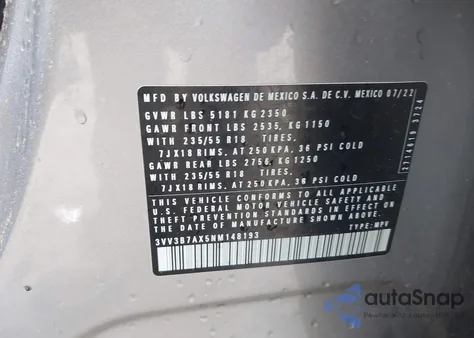 MFD BY VOLKSWAGEN DE MEXICO S.A. DE C.V. MEXICO 07/22
GVWR LBS 5181 KG 2350
GAWR FRONT LBS 2535, KG 1150
WITH 235/55 R18 TIRES.
7JX18 RIMS, AT 250 KPA, 36 PSI COLD
GAWR REAR LBS 2756, KG 1250
WITH 235/55 R18 TIRES.
7JX18 RIMS, AT 250 KPA, 36 PSI COLD
THIS VEHICLE CONFORMS TO ALL APPLICABLE
U.S. FEDERAL MOTOR VEHICLE SAFETY AND
THEFT PREVENTION STANDARDS IN EFFECT ON
THE DATE OF MANUFACTURE SHOWN ABOVE.
3VV3B7AX5NM148193 TYPE: MPV
2714619 3724
autoSnap